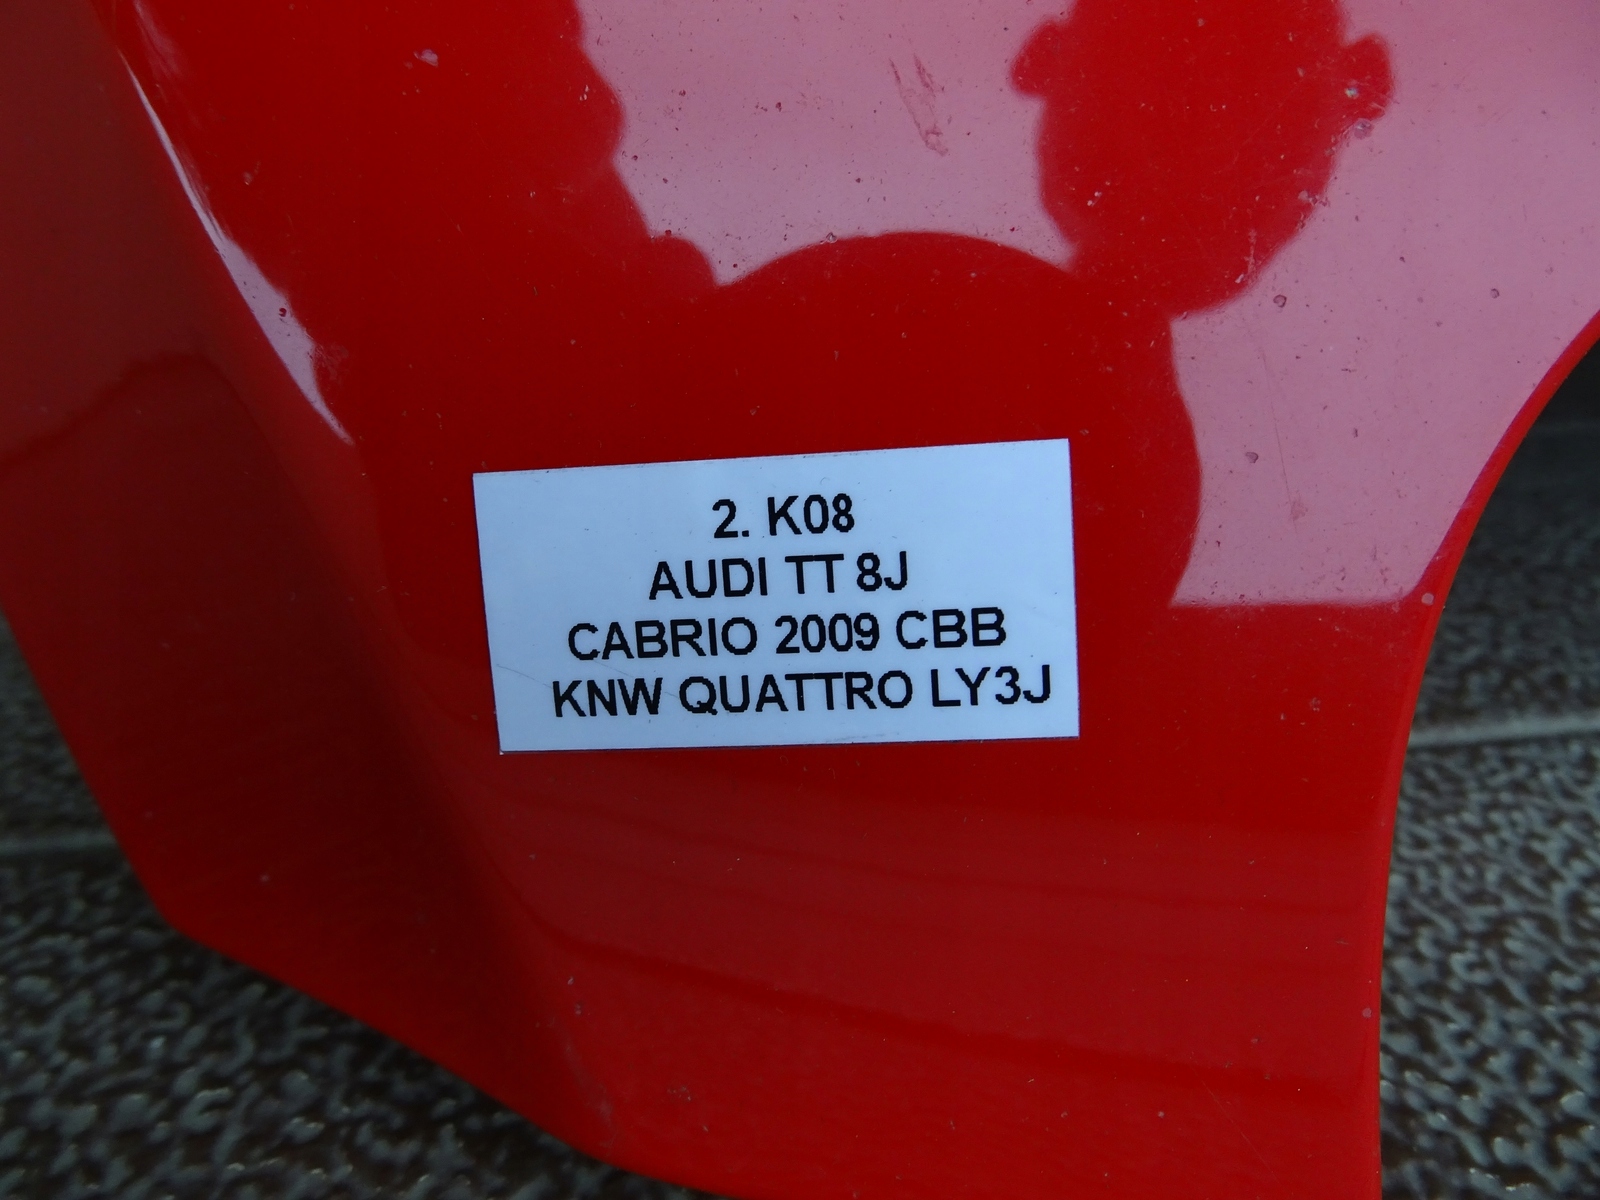 2. K08
AUDI TT 8J
CABRIO 2009 CBB
KNW QUATTRO LY3J